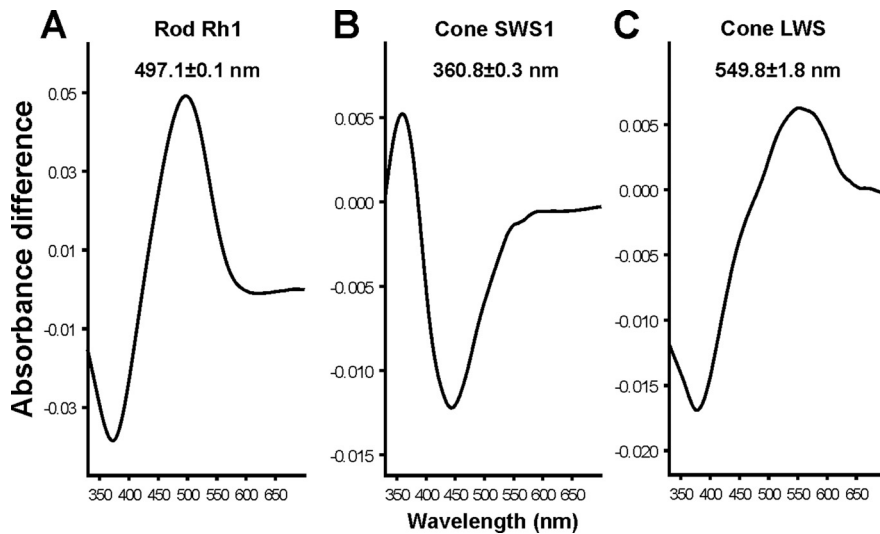 A Rod Rh1
497.1±0.1 nm
B Cone SWS1
360.8±0.3 nm
C Cone LWS
549.8±1.8 nm
Absorbance difference
0.05
0.03
0.01
-0.01
-0.03
350 400 450 500 550 600 650
0.005
0.000
-0.005
-0.010
-0.015
350 400 450 500 550 600 650
0.005
0.000
-0.005
-0.010
-0.015
-0.020
350 400 450 500 550 600 650
Wavelength (nm)